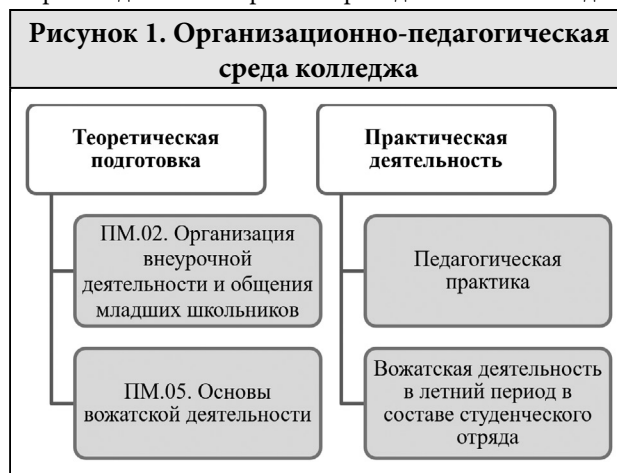 Рисунок 1. Организационно-педагогическая
среда колледжа
Теоретическая
подготовка
ПМ.02. Организация
внеурочной
деятельности и общения
младших школьников
ПМ.05. Основы
вожатской деятельности
Практическая
деятельность
Педагогическая
практика
Вожатская деятельность
в летний период в
составе студенческого
отряда